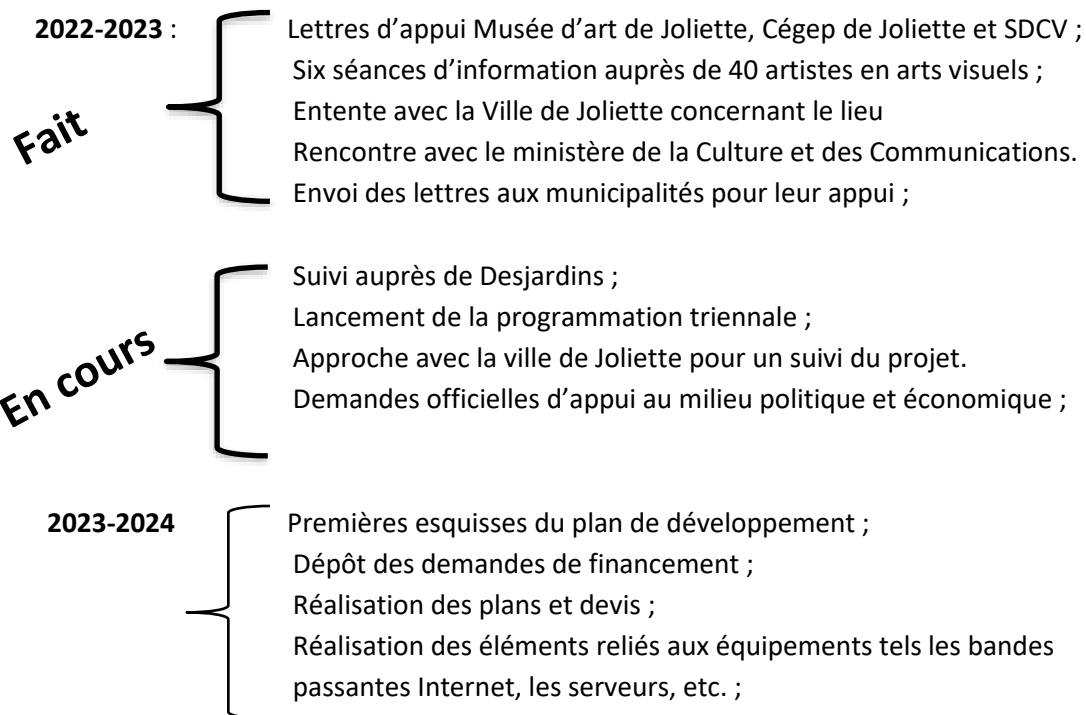 2022-2023 : Lettres d’appui Musée d’art de Joliette, Cégep de Joliette et SDCV ;
Six séances d’information auprès de 40 artistes en arts visuels ;
Fait
Entente avec la Ville de Joliette concernant le lieu
Rencontre avec le ministère de la Culture et des Communications.
Envoi des lettres aux municipalités pour leur appui ;
Suivi auprès de Desjardins ;
Lancement de la programmation triennale ;
En cours
Approche avec la ville de Joliette pour un suivi du projet.
Demandes officielles d’appui au milieu politique et économique ;
2023-2024 Premières esquisses du plan de développement ;
Dépôt des demandes de financement ;
Réalisation des plans et devis ;
Réalisation des éléments reliés aux équipements tels les bandes
passantes Internet, les serveurs, etc. ;